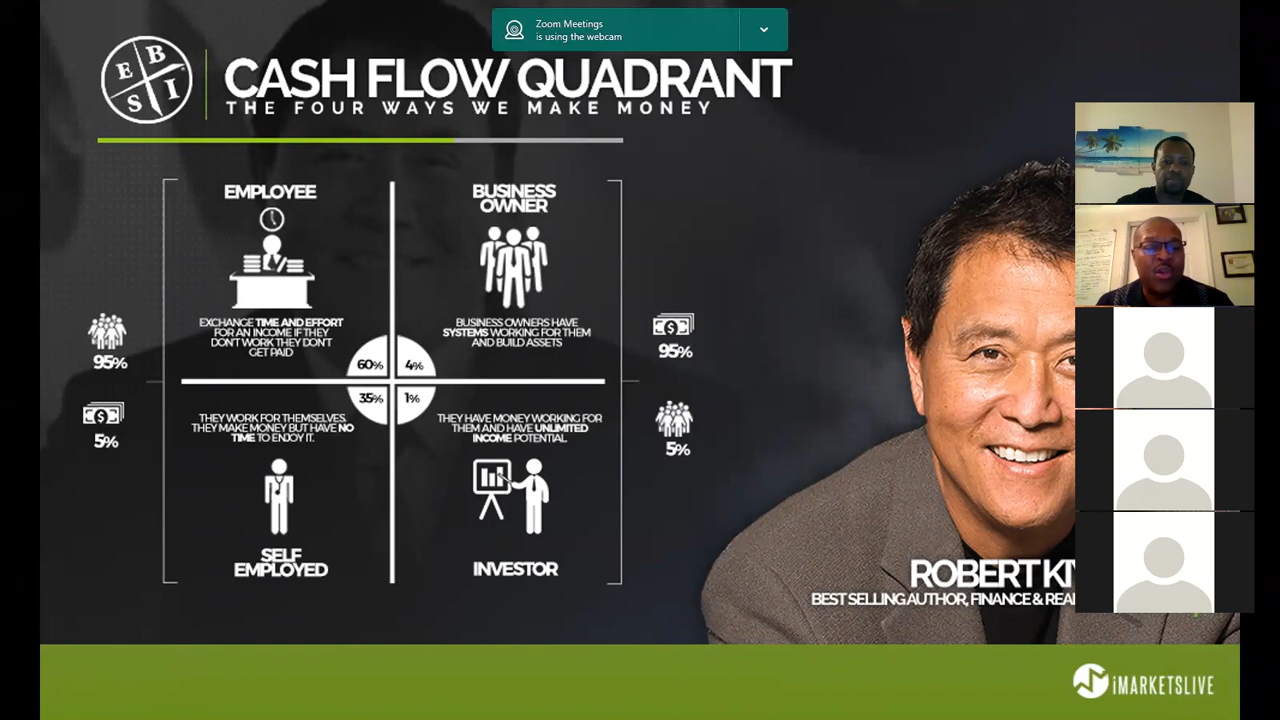 Zoom Meetings
is using the webcam
E B
S I
CASH FLOW QUADRANT
THE FOUR WAYS WE MAKE MONEY
EMPLOYEE
BUSINESS
OWNER
EXCHANGE TIME AND EFFORT
FOR AN INCOME IF THEY
DON'T WORK THEY DON'T
GET PAID
BUSINESS OWNERS HAVE
SYSTEMS WORKING FOR THEM
AND BUILD ASSETS
95%
60%
4%
95%
35%
1%
5%
5%
THEY WORK FOR THEMSELVES.
THEY MAKE MONEY BUT HAVE NO
TIME TO ENJOY IT.
THEY HAVE MONEY WORKING FOR
THEM AND HAVE UNLIMITED
INCOME POTENTIAL
SELF
EMPLOYED
INVESTOR
ROBERT KI
BEST SELLING AUTHOR, FINANCE & REA
iMARKETSLIVE